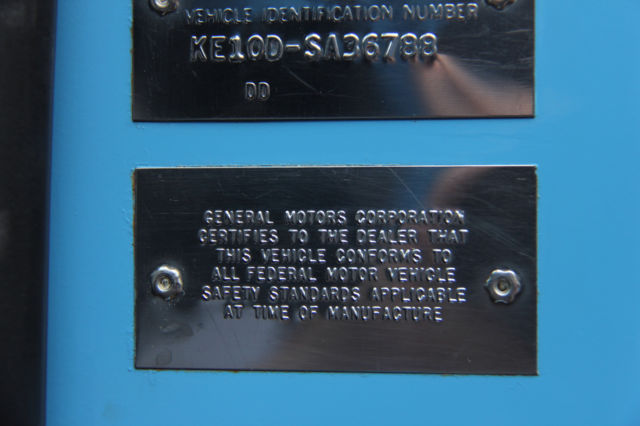 VEHICLE IDENTIFICATION NUMBER
KE10D-SA36788
DD
GENERAL MOTORS CORPORATION
CERTIFIES TO THE DEALER THAT
THIS VEHICLE CONFORMS TO
ALL FEDERAL MOTOR VEHICLE
SAFETY STANDARDS APPLICABLE
AT TIME OF MANUFACTURE